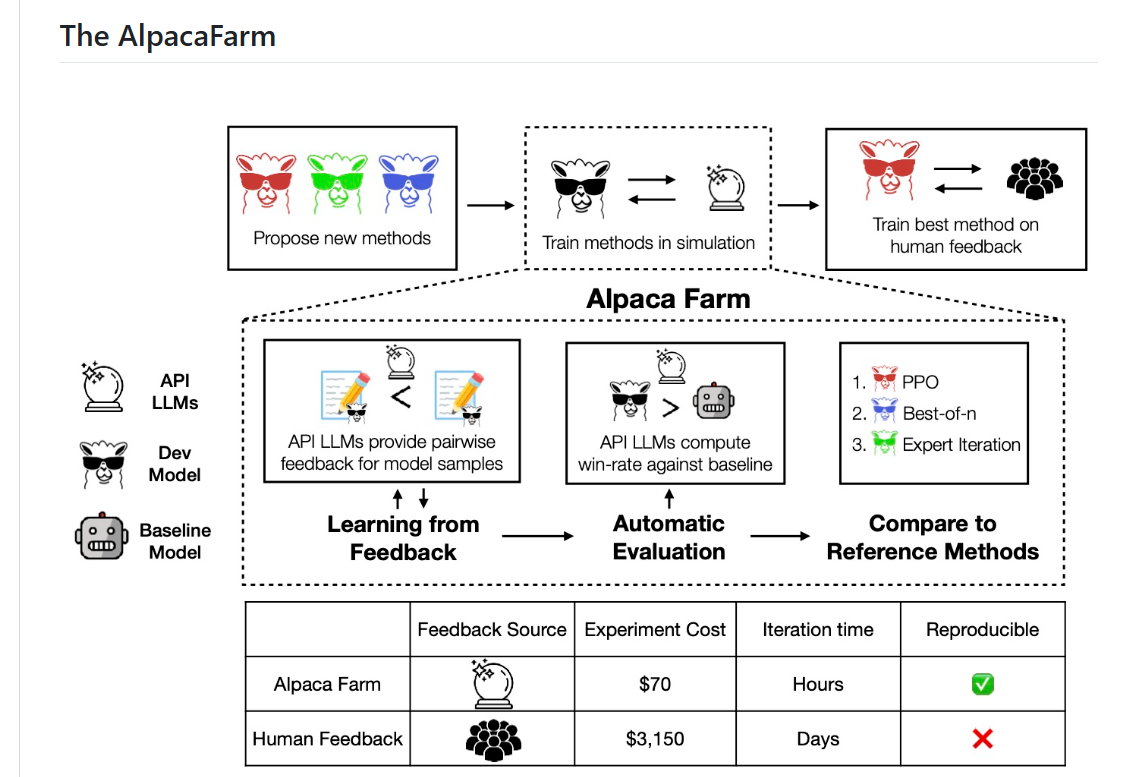 The AlpacaFarm
Propose new methods
Train methods in simulation
Train best method on
human feedback
Alpaca Farm
API
LLMs
Dev
Model
Baseline
Model
<
API LLMs provide pairwise
feedback for model samples
>
API LLMs compute
win-rate against baseline
1. PPO
2. Best-of-n
3. Expert Iteration
Learning from
Feedback
Automatic
Evaluation
Compare to
Reference Methods
Feedback Source Experiment Cost Iteration time Reproducible
Alpaca Farm $70 Hours
Human Feedback $3,150 Days